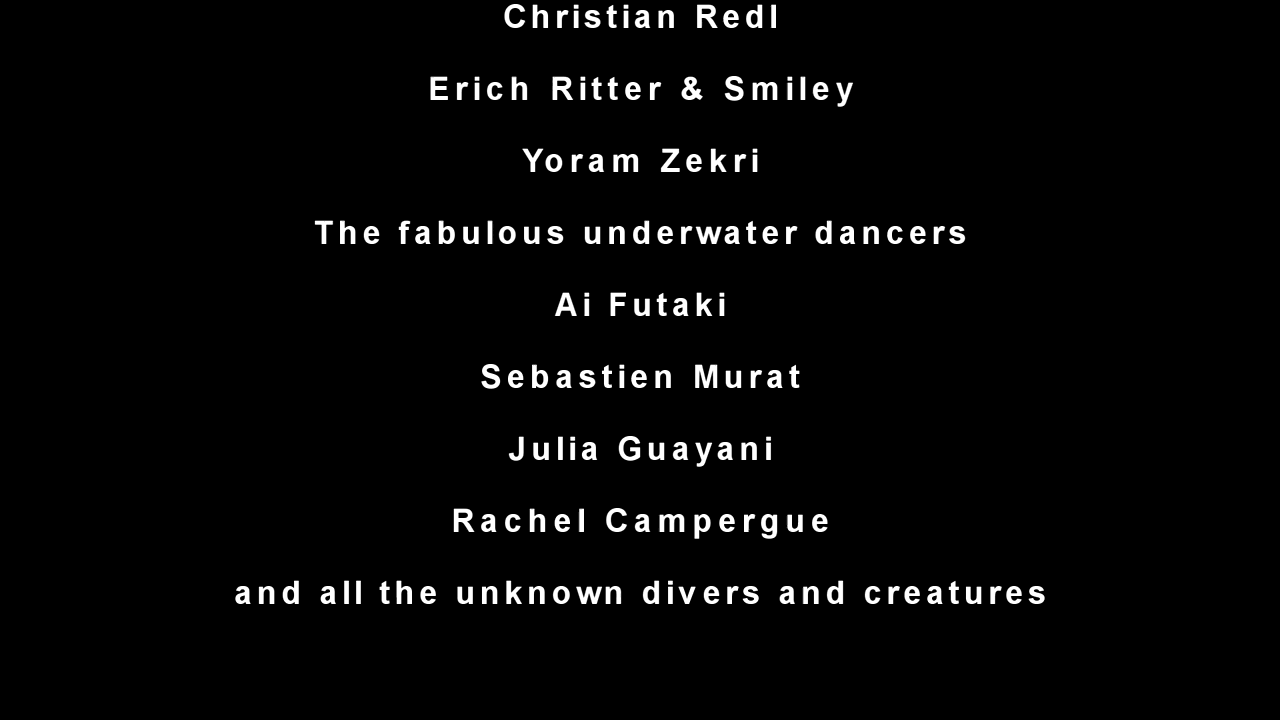 Christian Redl
Erich Ritter & Smiley
Yoram Zekri
The fabulous underwater dancers
Ai Futaki
Sebastien Murat
Julia Guayani
Rachel Campergue
and all the unknown divers and creatures